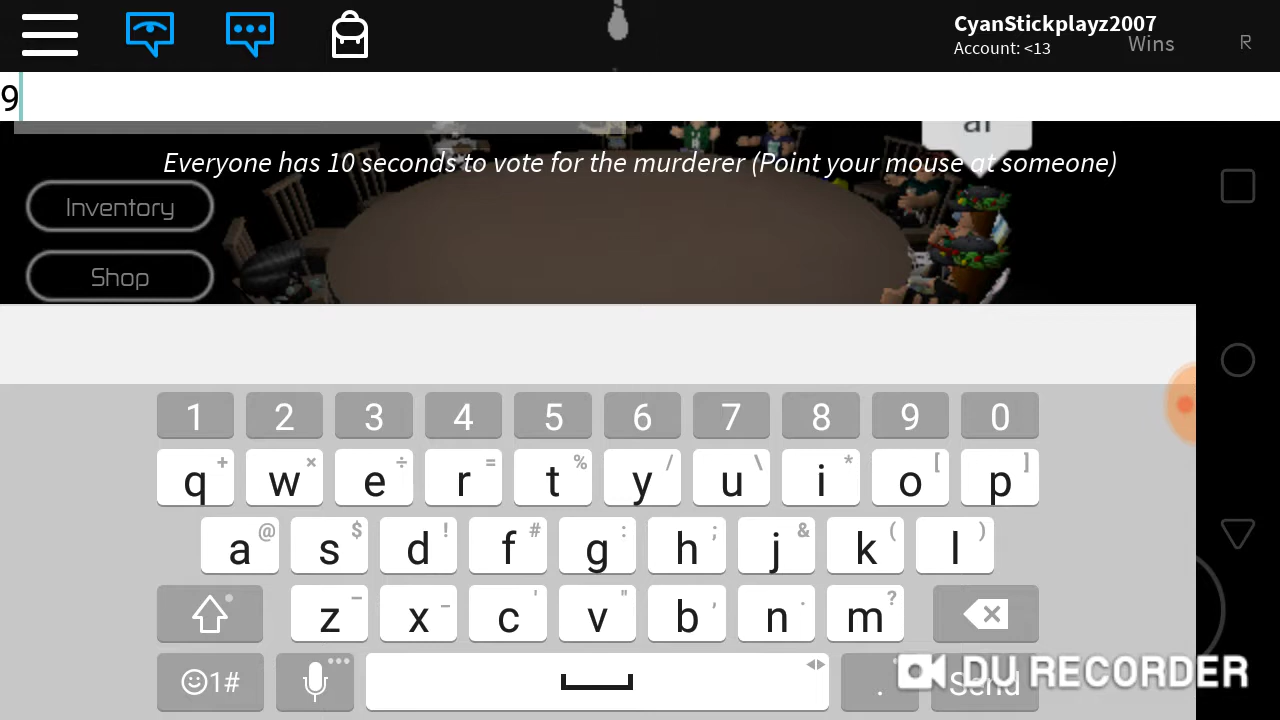 CyanStickplayz2007
Account: <13
Wins
R
9
Everyone has 10 seconds to vote for the murderer (Point your mouse at someone)
Inventory
Shop
1 2 3 4 5 6 7 8 9 0
q + w × e ÷ r = t % y / u \ i * o [ p ]
a @ s $ d ! f # g : h ; j & k ( l )
z – x _ c ' v " b , n . m ?
1# . Send
DU RECORDER